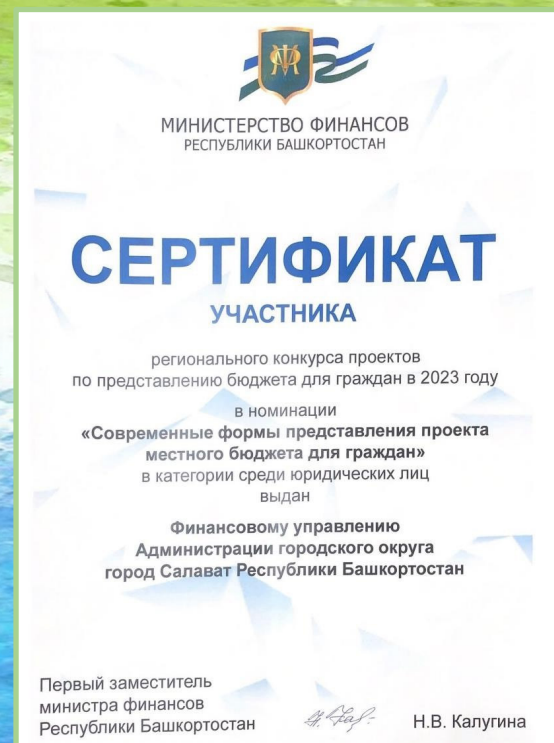 МИНИСТЕРСТВО ФИНАНСОВ
РЕСПУБЛИКИ БАШКОРТОСТАН
СЕРТИФИКАТ
УЧАСТНИКА
регионального конкурса проектов
по представлению бюджета для граждан в 2023 году
в номинации
«Современные формы представления проекта
местного бюджета для граждан»
в категории среди юридических лиц
выдан
Финансовому управлению
Администрации городского округа
город Салават Республики Башкортостан
Первый заместитель
министра финансов
Республики Башкортостан
Н.В. Калугина